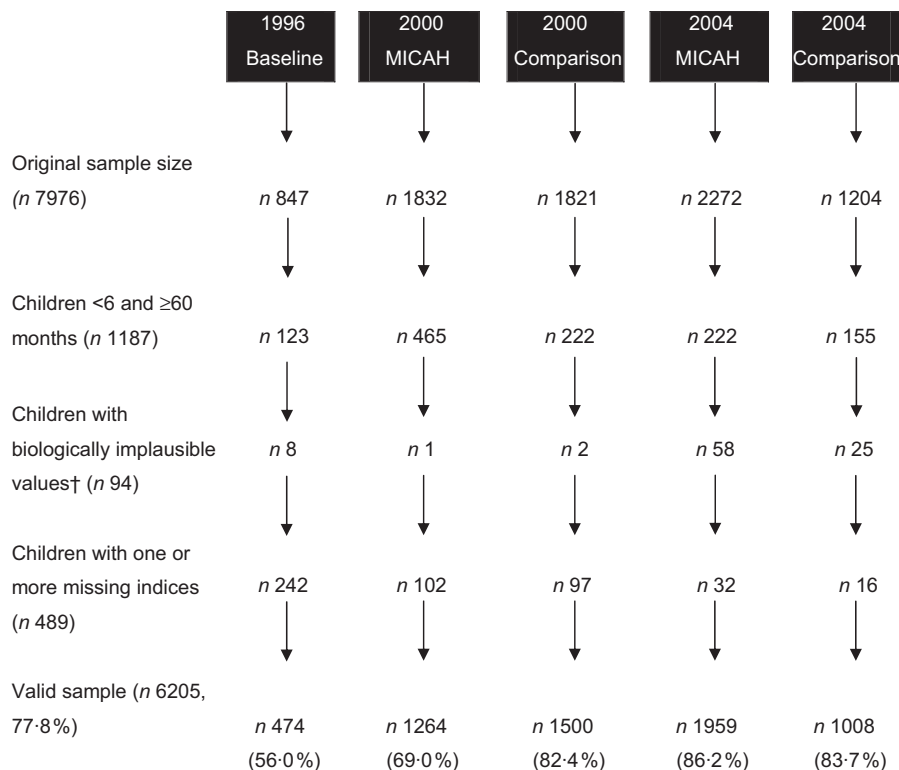 1996 2000 2000 2004 2004
Baseline MICAH Comparison MICAH Comparison
Original sample size
(n 7976) n 847 n 1832 n 1821 n 2272 n 1204
Children <6 and ≥60
months (n 1187) n 123 n 465 n 222 n 222 n 155
Children with
biologically implausible n 8 n 1 n 2 n 58 n 25
values† (n 94)
Children with one or
more missing indices n 242 n 102 n 97 n 32 n 16
(n 489)
Valid sample (n 6205,
77·8%) n 474 n 1264 n 1500 n 1959 n 1008
(56·0%) (69·0%) (82·4%) (86·2%) (83·7%)